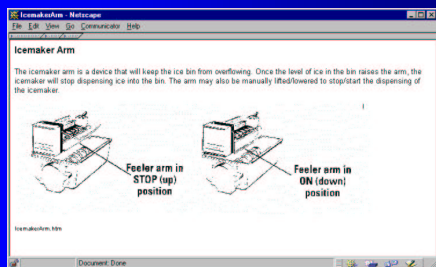 IcemakerArm - Netscape
File Edit View Go Communicator Help
Icemaker Arm
The icemaker arm is a device that will keep the ice bin from overflowing. Once the level of ice in the bin raises the arm, the
icemaker will stop dispensing ice into the bin. The arm may also be manually lifted/lowered to stop/start the dispensing of
the icemaker.
Feeler arm in
STOP (up)
position
Feeler arm in
ON (down)
position
IcemakerArm.htm
Document: Done